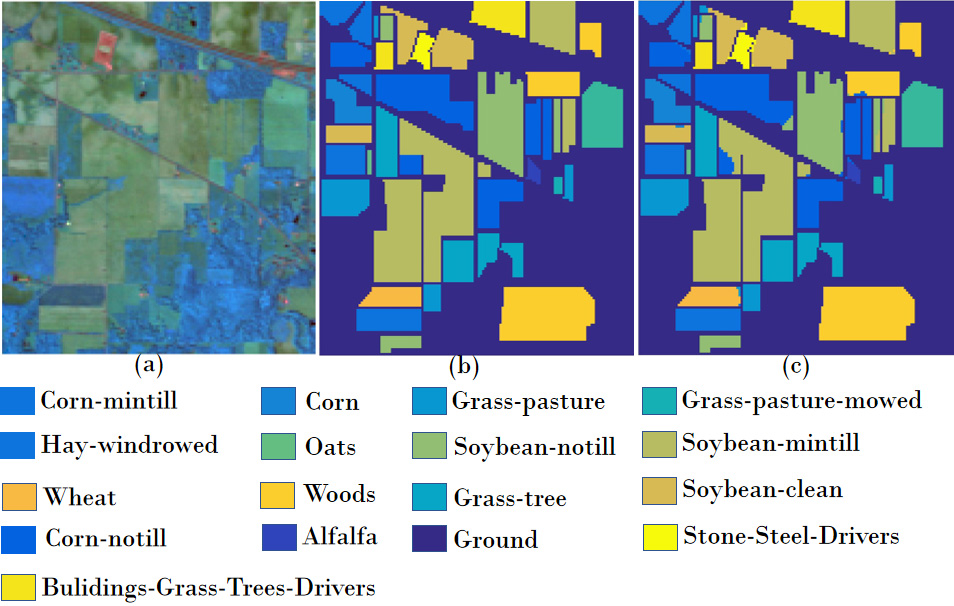 (a) (b) (c)
Corn-mintill Corn Grass-pasture Grass-pasture-mowed
Hay-windrowed Oats Soybean-notill Soybean-mintill
Wheat Woods Grass-tree Soybean-clean
Corn-notill Alfalfa Ground Stone-Steel-Drivers
Bulidings-Grass-Trees-Drivers